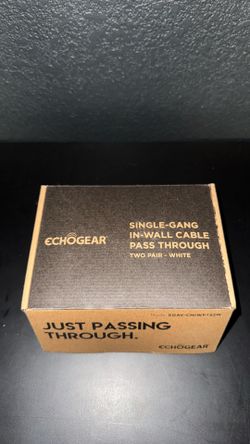 ECHOGEAR
SINGLE-GANG
IN-WALL CABLE
PASS THROUGH
TWO PAIR - WHITE
JUST PASSING
THROUGH.
ECHOGEAR